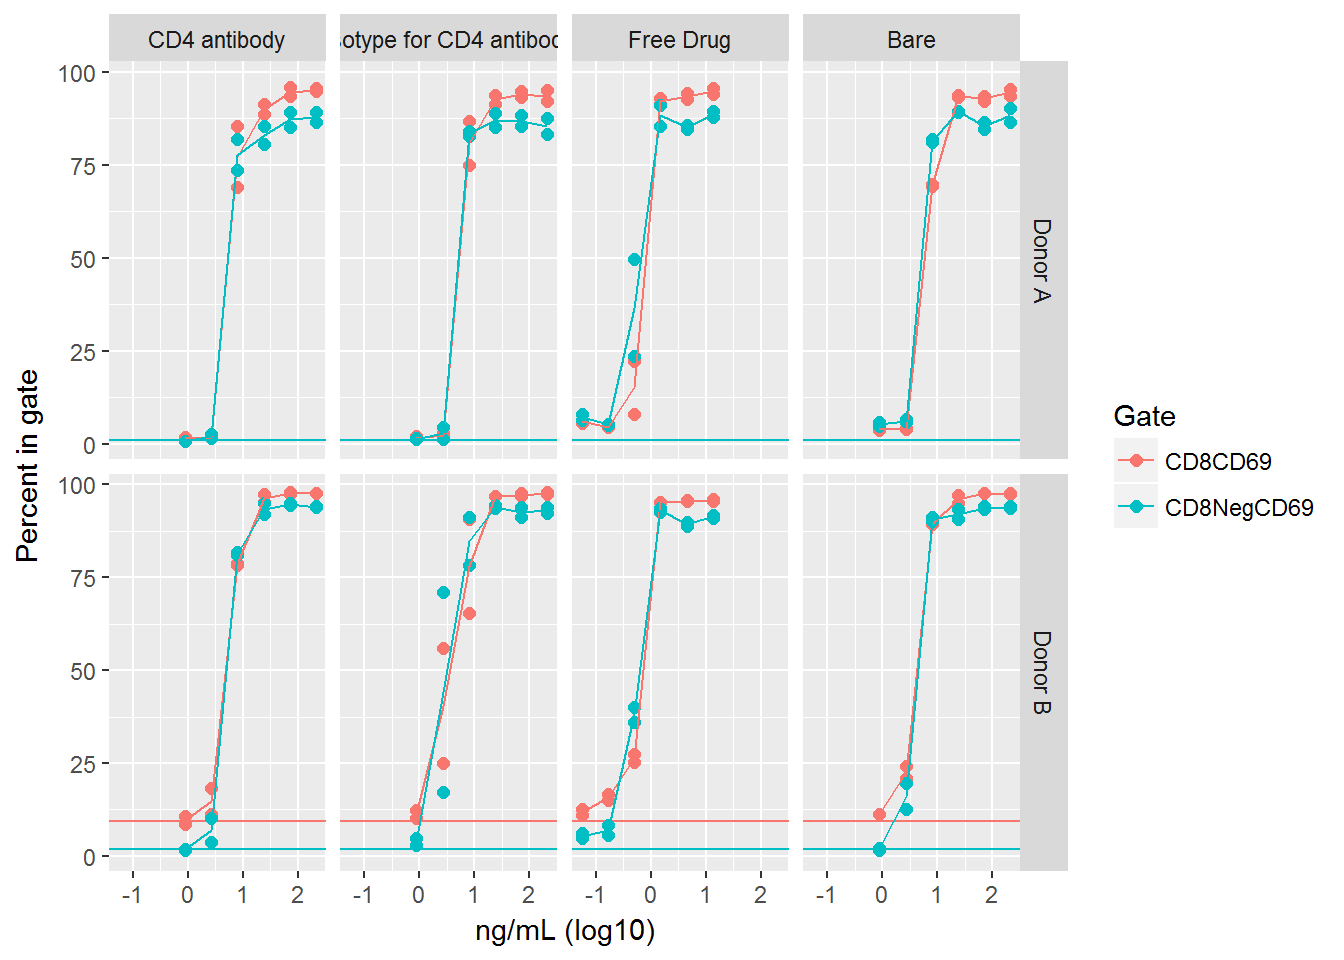 CD4 antibody
sotype for CD4 antiboo
Free Drug
Bare
100
75
50
25
0
Donor A
100
75
50
25
0
Donor B
-1 0 1 2 -1 0 1 2 -1 0 1 2 -1 0 1 2
ng/mL (log10)
Percent in gate
Gate
CD8CD69
CD8NegCD69